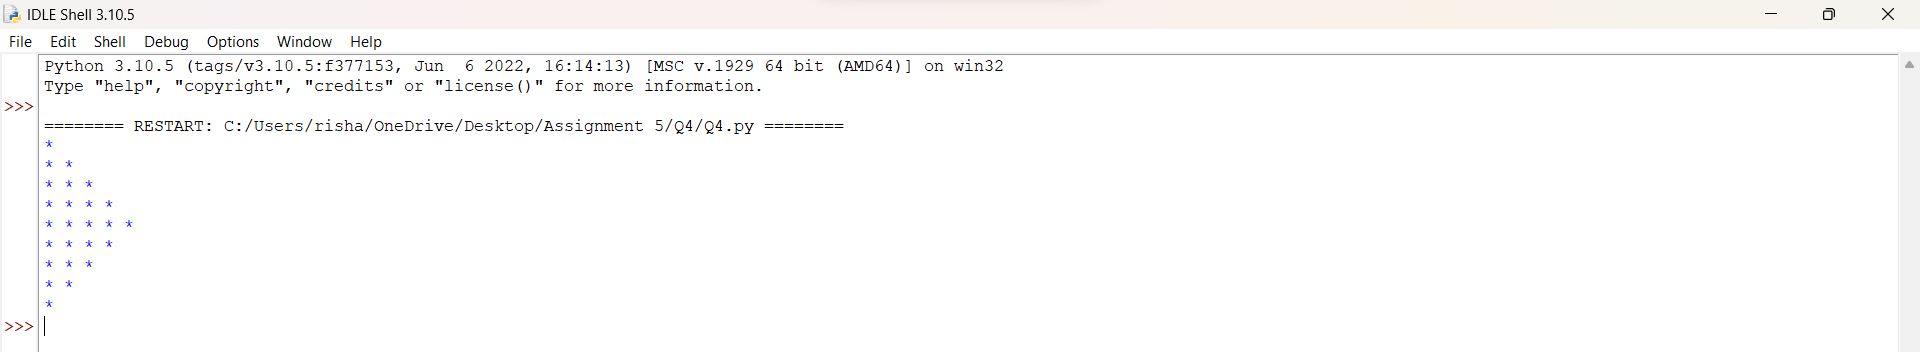 IDLE Shell 3.10.5
File Edit Shell Debug Options Window Help
Python 3.10.5 (tags/v3.10.5:f377153, Jun  6 2022, 16:14:13) [MSC v.1929 64 bit (AMD64)] on win32
Type "help", "copyright", "credits" or "license()" for more information.
>>>
======== RESTART: C:/Users/risha/OneDrive/Desktop/Assignment 5/Q4/Q4.py ========
*
* *
* * *
* * * *
* * * * *
* * * *
* * *
* *
*
>>>